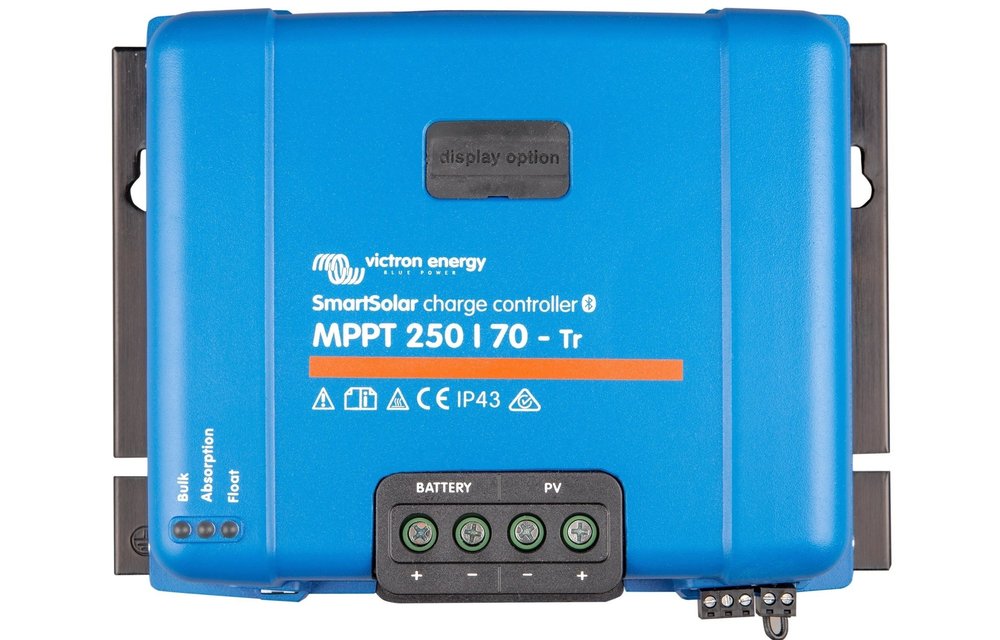 display option
victron energy
BLUE POWER
SmartSolar charge controller
MPPT 250 | 70 - Tr
CE IP43
Bulk
Absorption
Float
BATTERY PV
+ − − +